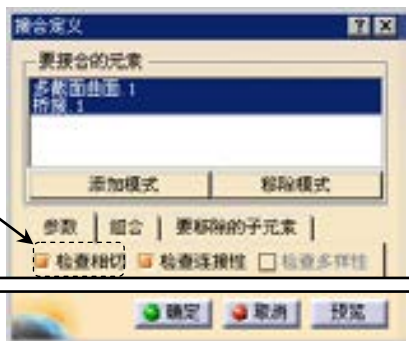 接合定义
要接合的元素
多截面曲面 1
桥接 1
添加模式 移除模式
参数 组合 要移除的子元素
检查相切 检查连接性 检查多样性
确定 取消 预览